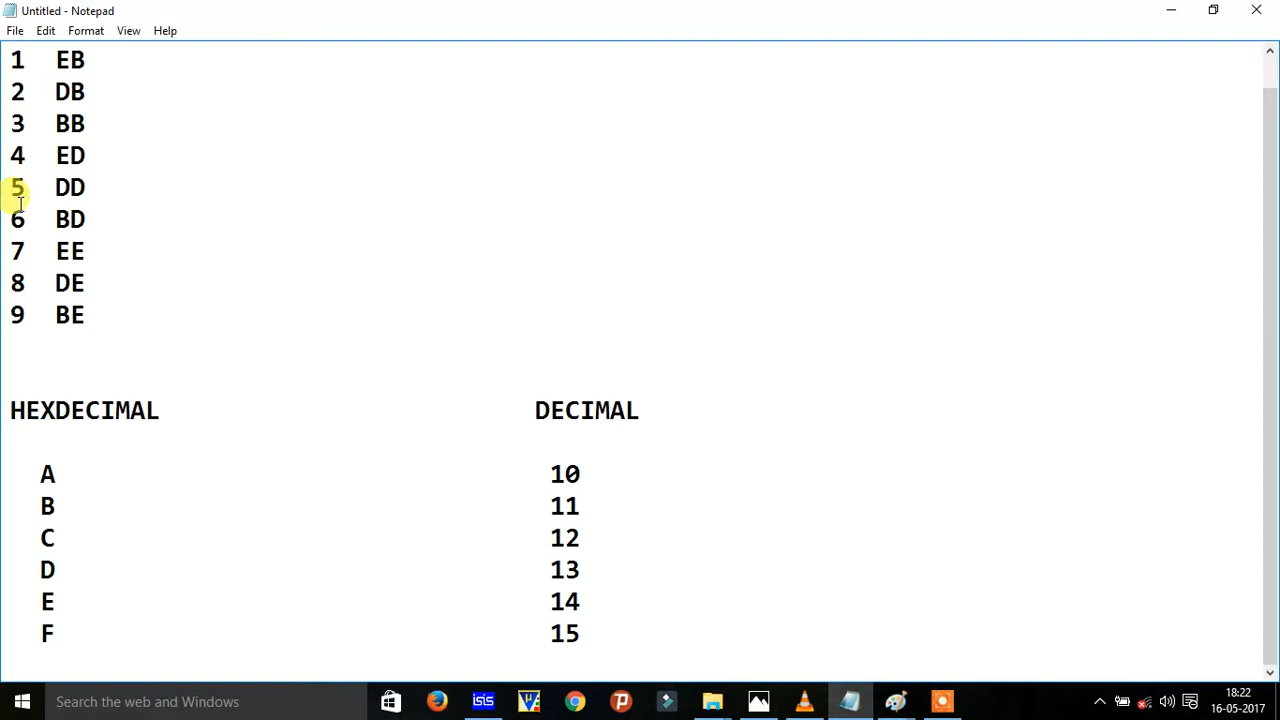 Untitled - Notepad
File Edit Format View Help
1 EB
2 DB
3 BB
4 ED
5 DD
6 BD
7 EE
8 DE
9 BE
HEXDECIMAL DECIMAL
A 10
B 11
C 12
D 13
E 14
F 15
Search the web and Windows
isis
18:22
16-05-2017